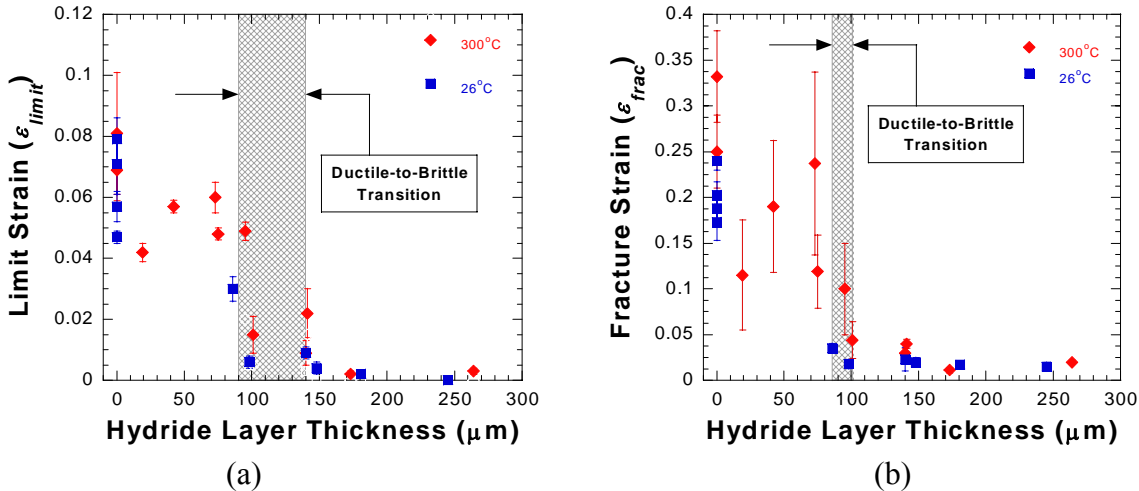 0.12
0.1
0.08
0.06
0.04
0.02
0
Limit Strain (ε_limit)
300°C
26°C
Ductile-to-Brittle
Transition
0 50 100 150 200 250 300
Hydride Layer Thickness (μm)
(a)
0.4
0.35
0.3
0.25
0.2
0.15
0.1
0.05
0
Fracture Strain (ε_frac)
300°C
26°C
Ductile-to-Brittle
Transition
0 50 100 150 200 250 300
Hydride Layer Thickness (μm)
(b)